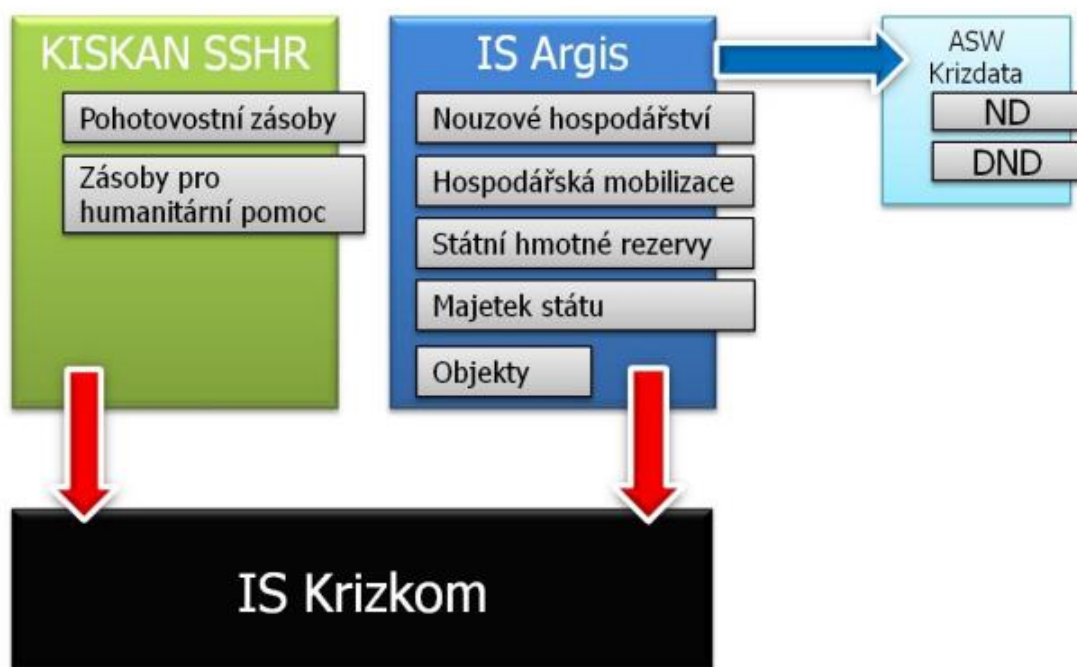 KISKAN SSHR
Pohotovostní zásoby
Zásoby pro
humanitární pomoc
IS Argis
Nouzové hospodářství
Hospodářská mobilizace
Státní hmotné rezervy
Majetek státu
Objekty
ASW
Krizdata
ND
DND
IS Krizkom